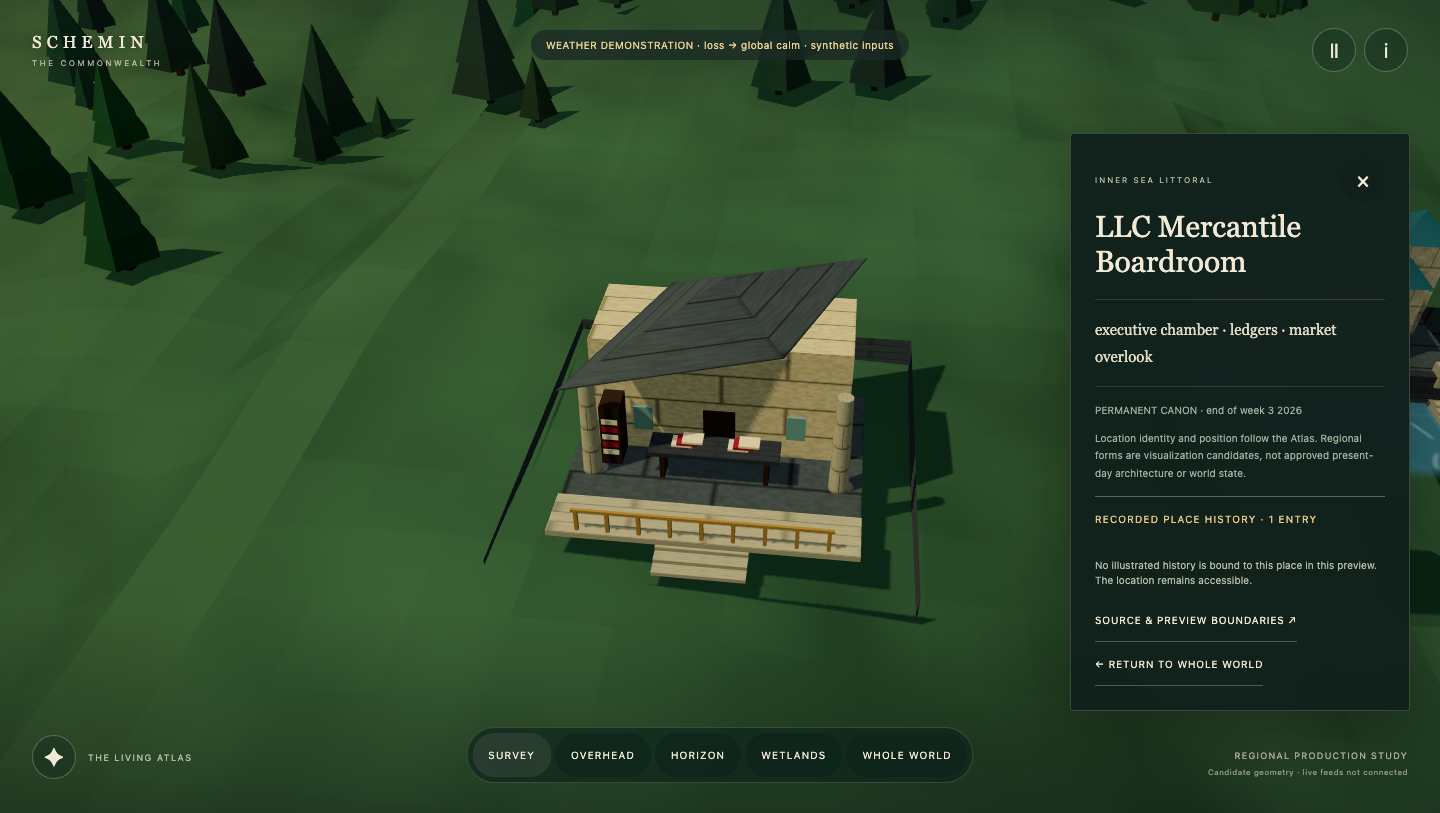 SCHEMIN
THE COMMONWEALTH
WEATHER DEMONSTRATION · loss → global calm · synthetic inputs
i
INNER SEA LITTORAL
×
LLC Mercantile
Boardroom
executive chamber · ledgers · market
overlook
PERMANENT CANON · end of week 3 2026
Location identity and position follow the Atlas. Regional
forms are visualization candidates, not approved present-
day architecture or world state.
RECORDED PLACE HISTORY · 1 ENTRY
No illustrated history is bound to this place in this preview.
The location remains accessible.
SOURCE & PREVIEW BOUNDARIES ↗
← RETURN TO WHOLE WORLD
THE LIVING ATLAS
SURVEY
OVERHEAD
HORIZON
WETLANDS
WHOLE WORLD
REGIONAL PRODUCTION STUDY
Candidate geometry · live feeds not connected